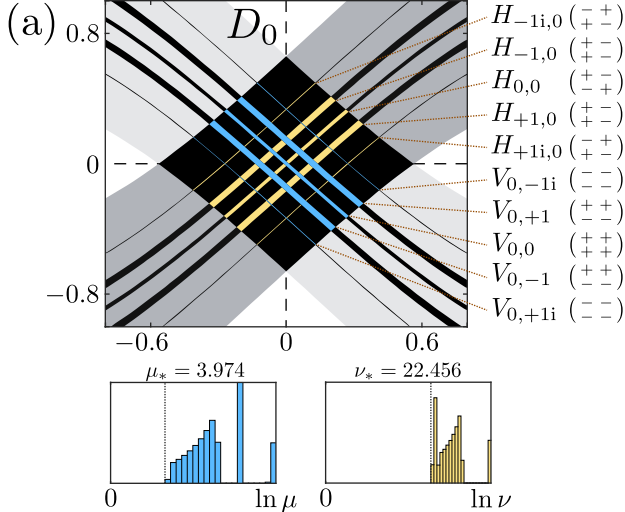 (a)
D₀
H₋₁ᵢ,₀ (− + / + −)
H₋₁,₀ (+ + / + −)
H₀,₀ (+ + / − +)
H₊₁,₀ (+ + / + −)
H₊₁ᵢ,₀ (− + / + −)
V₀,₋₁ᵢ (− − / − −)
V₀,₊₁ (+ + / − −)
V₀,₀ (+ + / + +)
V₀,₋₁ (+ + / − −)
V₀,₊₁ᵢ (− − / − −)
0.8
0
−0.8
−0.6 0 0.6
μ* = 3.974
0 ln μ
ν* = 22.456
0 ln ν